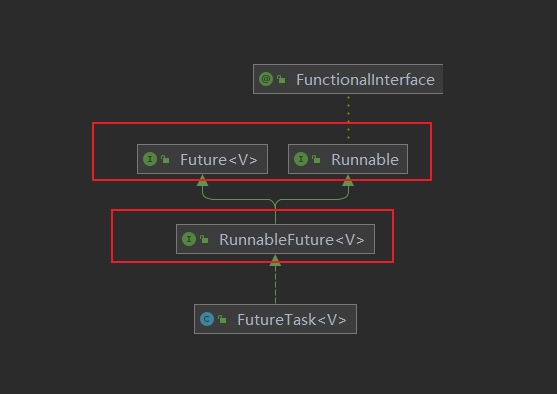 FunctionalInterface
Future<V>
Runnable
RunnableFuture<V>
FutureTask<V>